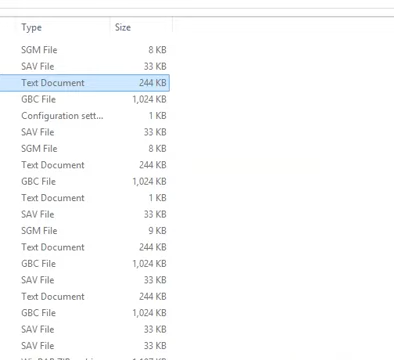 Type Size
SGM File 8 KB
SAV File 33 KB
Text Document 244 KB
GBC File 1,024 KB
Configuration sett... 1 KB
SAV File 33 KB
SGM File 8 KB
Text Document 244 KB
GBC File 1,024 KB
Text Document 1 KB
SAV File 33 KB
SGM File 9 KB
Text Document 244 KB
GBC File 1,024 KB
SAV File 33 KB
Text Document 244 KB
GBC File 1,024 KB
SAV File 33 KB
SAV File 33 KB